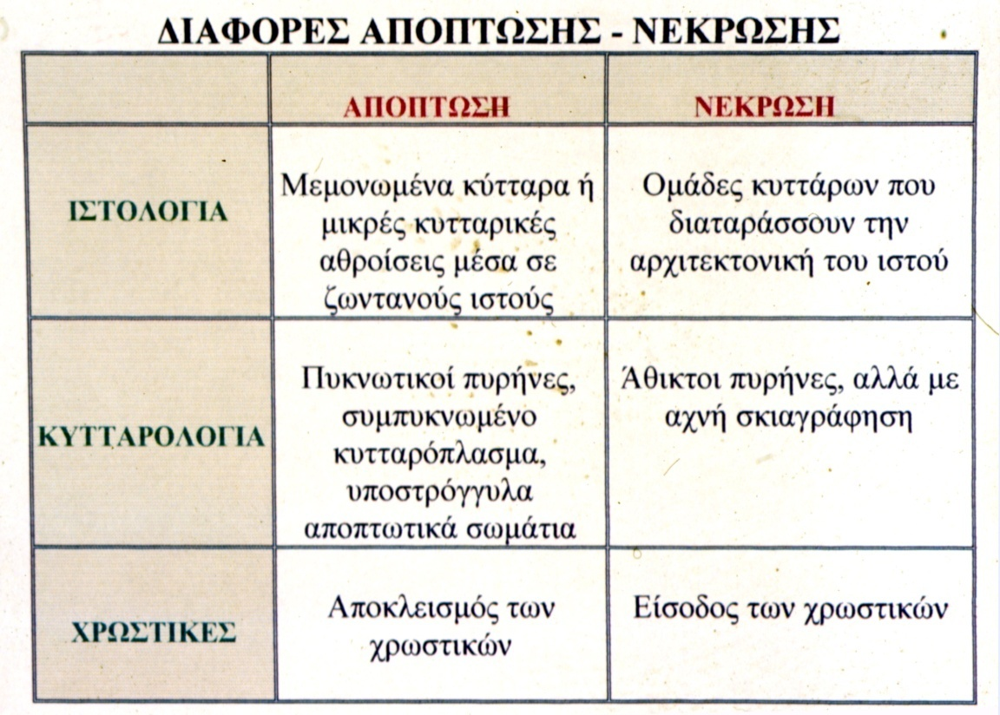 ΔΙΑΦΟΡΕΣ ΑΠΟΠΤΩΣΗΣ - ΝΕΚΡΩΣΗΣ
ΑΠΟΠΤΩΣΗ
ΝΕΚΡΩΣΗ
ΙΣΤΟΛΟΓΙΑ
Μεμονωμένα κύτταρα ή
μικρές κυτταρικές
αθροίσεις μέσα σε
ζωντανούς ιστούς
Ομάδες κυττάρων που
διαταράσσουν την
αρχιτεκτονική του ιστού
ΚΥΤΤΑΡΟΛΟΓΙΑ
Πυκνωτικοί πυρήνες,
συμπυκνωμένο
κυτταρόπλασμα,
υποστρόγγυλα
αποπτωτικά σωμάτια
Άθικτοι πυρήνες, αλλά με
αχνή σκιαγράφηση
ΧΡΩΣΤΙΚΕΣ
Αποκλεισμός των
χρωστικών
Είσοδος των χρωστικών